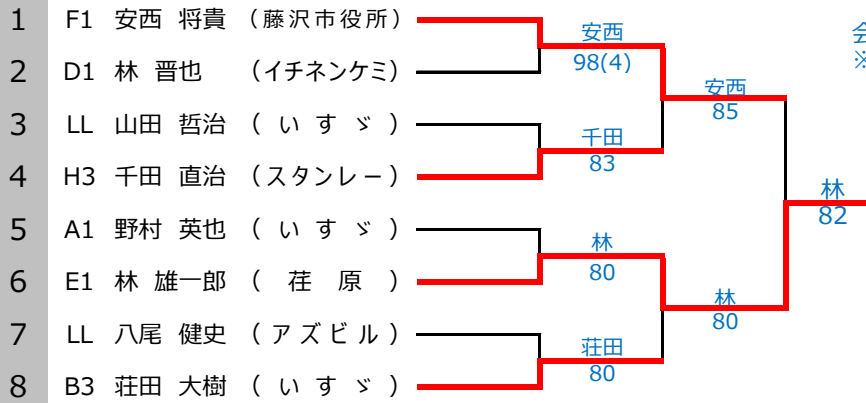 1 F1 安西 将貴 (藤沢市役所)
2 D1 林 晋也 (イチネンケミ)
3 LL 山田 哲治 (いすゞ)
4 H3 千田 直治 (スタンレー)
5 A1 野村 英也 (いすゞ)
6 E1 林 雄一郎 (荏原)
7 LL 八尾 健史 (アズビル)
8 B3 荘田 大樹 (いすゞ)
安西
98(4)
千田
83
林
80
荘田
80
安西
85
林
80
林
82
※